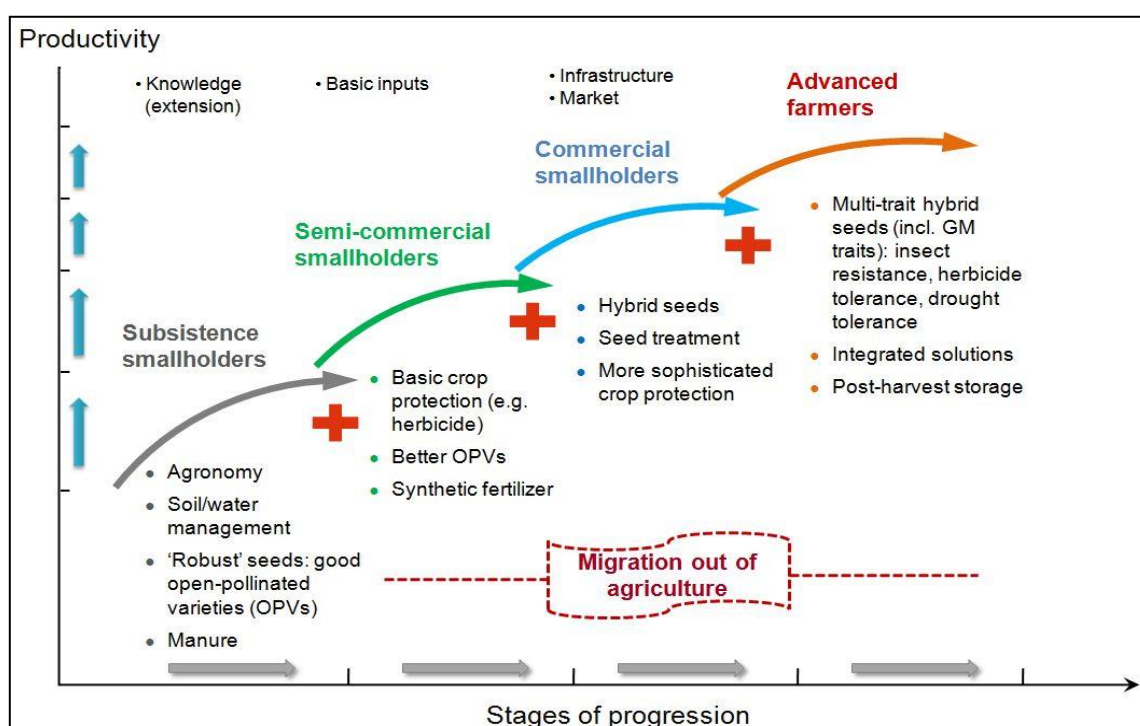 Productivity
• Knowledge
(extension)
• Basic inputs
• Infrastructure
• Market
Advanced
farmers
Commercial
smallholders
Semi-commercial
smallholders
Subsistence
smallholders
• Multi-trait hybrid
seeds (incl. GM
traits): insect
resistance, herbicide
tolerance, drought
tolerance
• Integrated solutions
• Post-harvest storage
• Hybrid seeds
• Seed treatment
• More sophisticated
crop protection
• Basic crop
protection (e.g.
herbicide)
• Better OPVs
• Synthetic fertilizer
• Agronomy
• Soil/water
management
• ‘Robust’ seeds: good
open-pollinated
varieties (OPVs)
• Manure
Migration out of
agriculture
Stages of progression